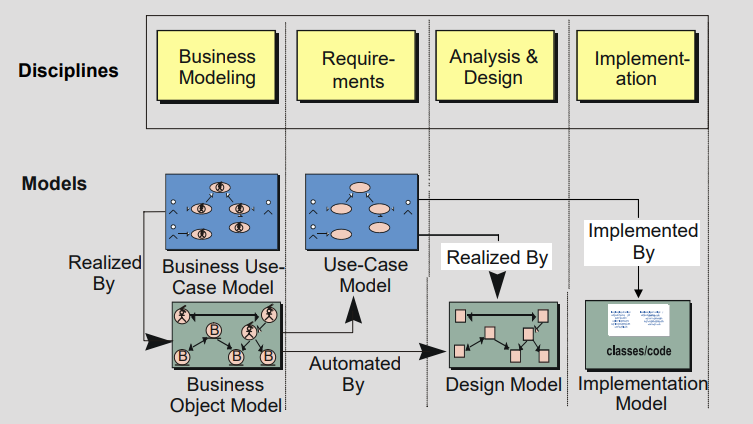 Disciplines
Business
Modeling
Require-
ments
Analysis &
Design
Implement-
ation
Models
Realized
By
Business Use-
Case Model
Use-Case
Model
Realized By
Implemented
By
B
B
B
B
Business
Object Model
Automated
By
Design Model
classes/code
Implementation
Model